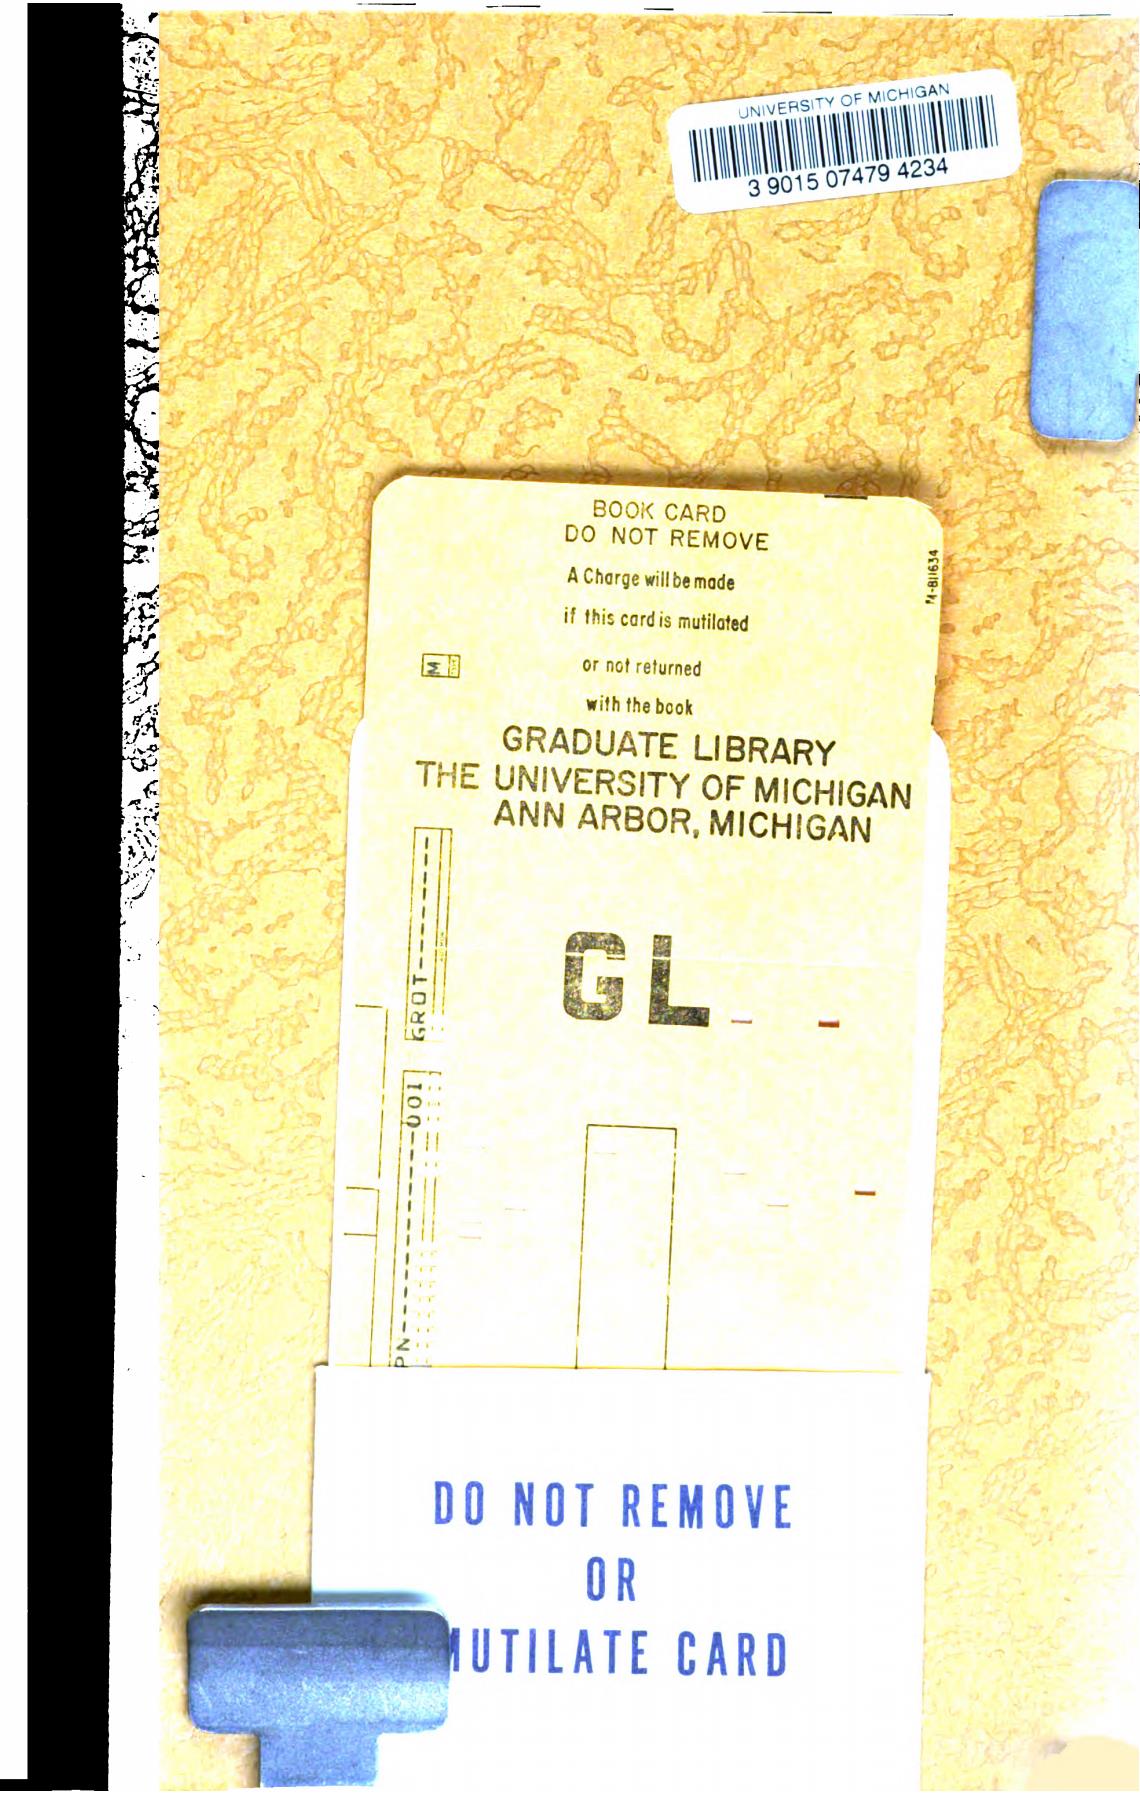 UNIVERSITY OF MICHIGAN
3 9015 07479 4234
BOOK CARD
DO NOT REMOVE
A Charge will be made
if this card is mutilated
or not returned
with the book
M-811634
M
GRADUATE LIBRARY
THE UNIVERSITY OF MICHIGAN
ANN ARBOR, MICHIGAN
GROT
GL
PN------------001
DO NOT REMOVE
OR
MUTILATE CARD